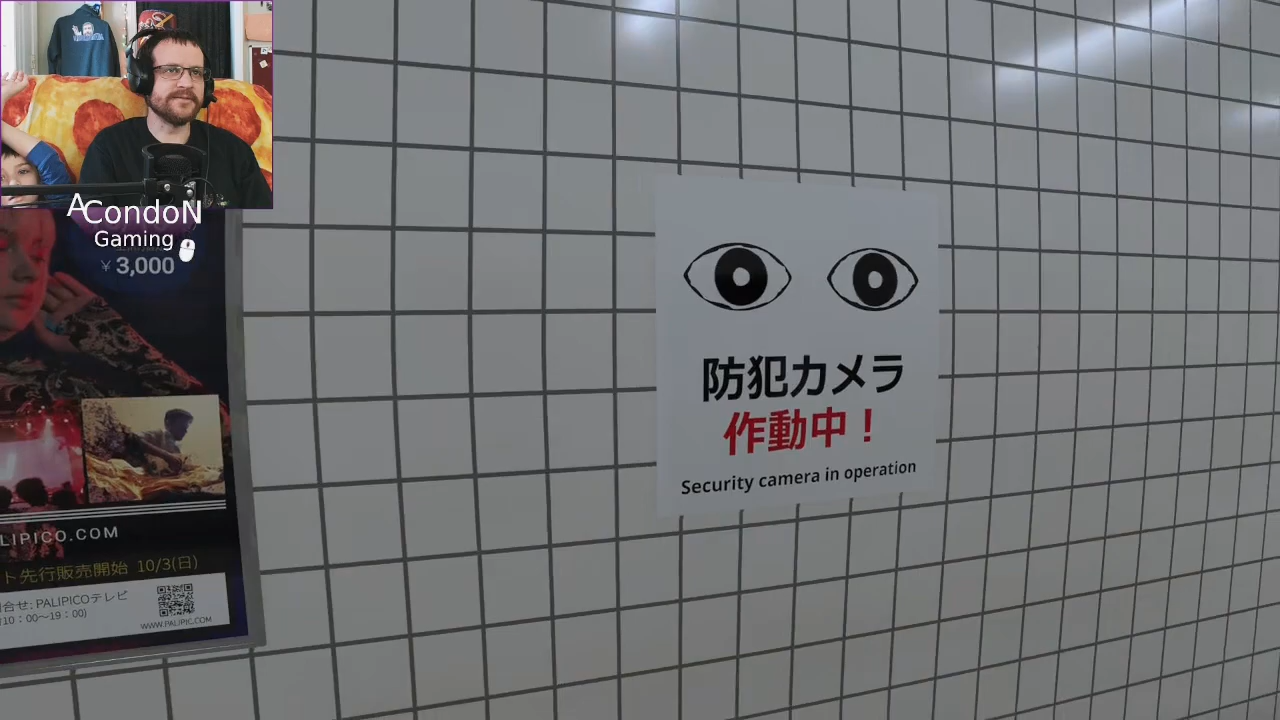 ACondoN
Gaming
¥3,000
LIPICO.COM
ト先行販売開始 10/3(日)
合せ: PALIPICOテレビ
10：00〜19：00)
WWW.PALIPIC.COM
防犯カメラ
作動中！
Security camera in operation